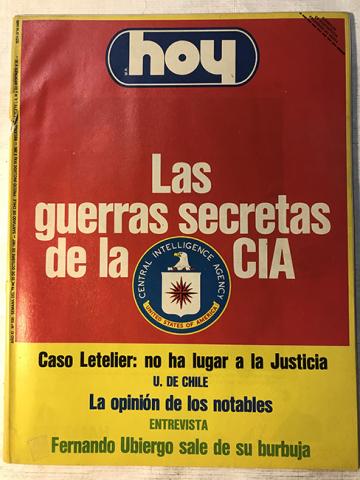 hoy
Las
guerras secretas
de la CIA
CENTRAL INTELLIGENCE AGENCY
UNITED STATES OF AMERICA
Caso Letelier: no ha lugar a la Justicia
U. DE CHILE
La opinión de los notables
ENTREVISTA
Fernando Ubiergo sale de su burbuja